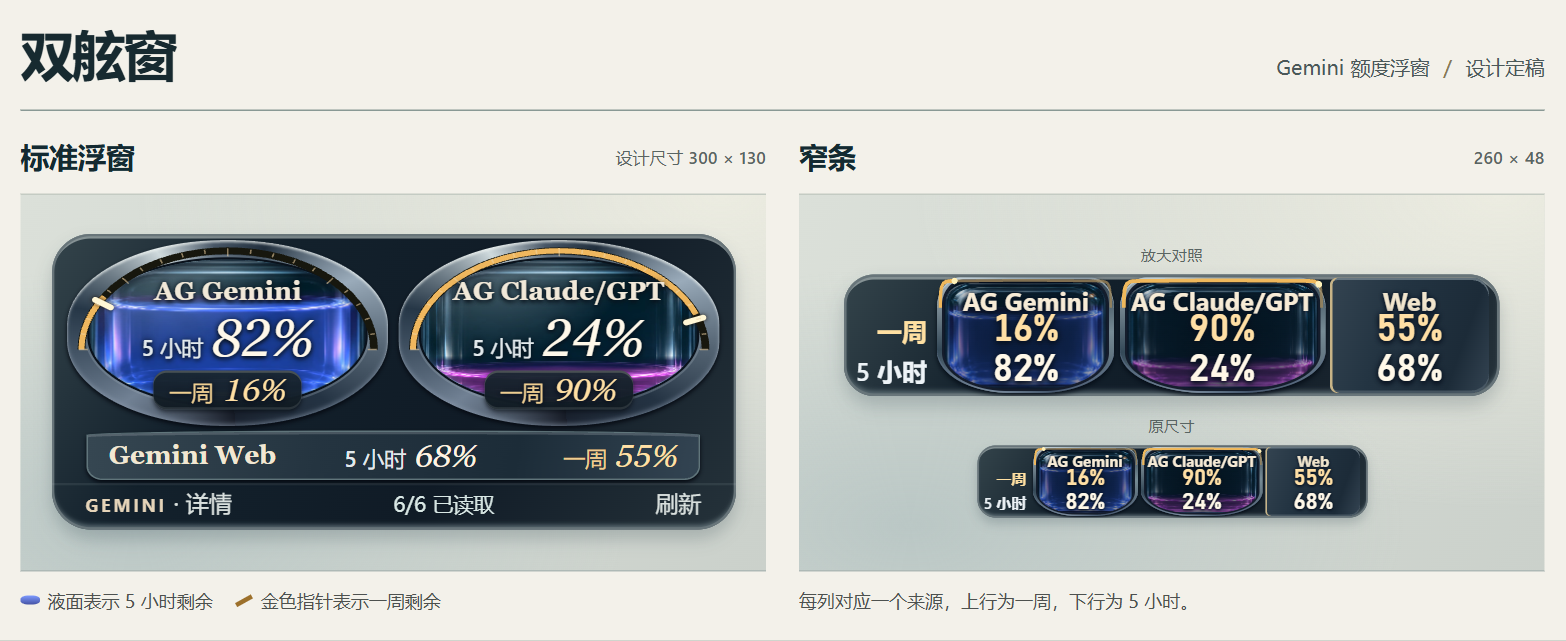 双舷窗
Gemini 额度浮窗 / 设计定稿
标准浮窗
设计尺寸 300 × 130
AG Gemini
5 小时 82%
一周 16%
AG Claude/GPT
5 小时 24%
一周 90%
Gemini Web 5 小时 68% 一周 55%
GEMINI · 详情 6/6 已读取 刷新
液面表示 5 小时剩余 金色指针表示一周剩余
窄条
260 × 48
放大对照
AG Gemini AG Claude/GPT Web
一周 16% 90% 55%
5 小时 82% 24% 68%
原尺寸
AG Gemini AG Claude/GPT Web
一周 16% 90% 55%
5 小时 82% 24% 68%
每列对应一个来源，上行为一周，下行为 5 小时。